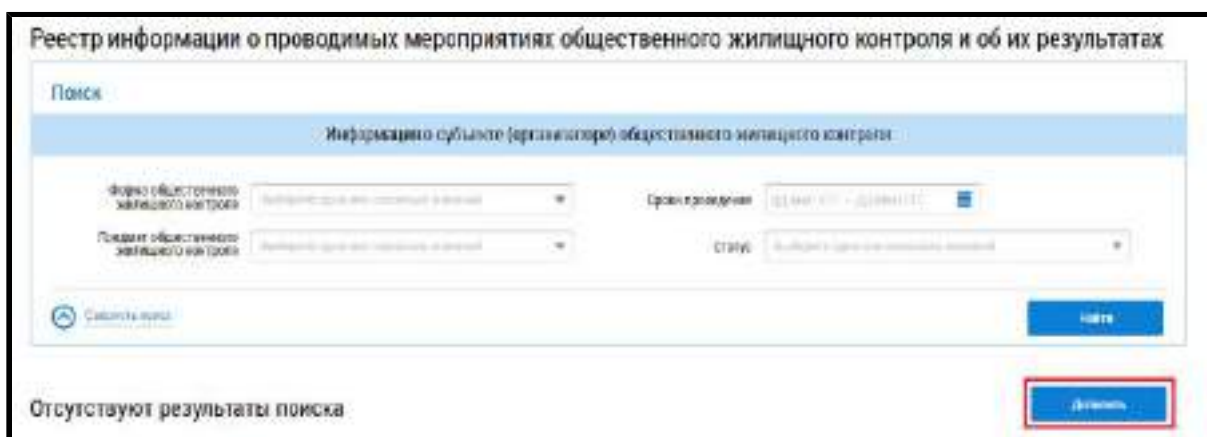 Реестр информации о проводимых мероприятиях общественного жилищного контроля и об их результатах
Поиск
Информация о субъекте (организаторе) общественного жилищного контроля
Форма общественного жилищного контроля
Сроки проведения
Предмет общественного жилищного контроля
Статус
Свернуть поиск
Найти
Отсутствуют результаты поиска
Добавить